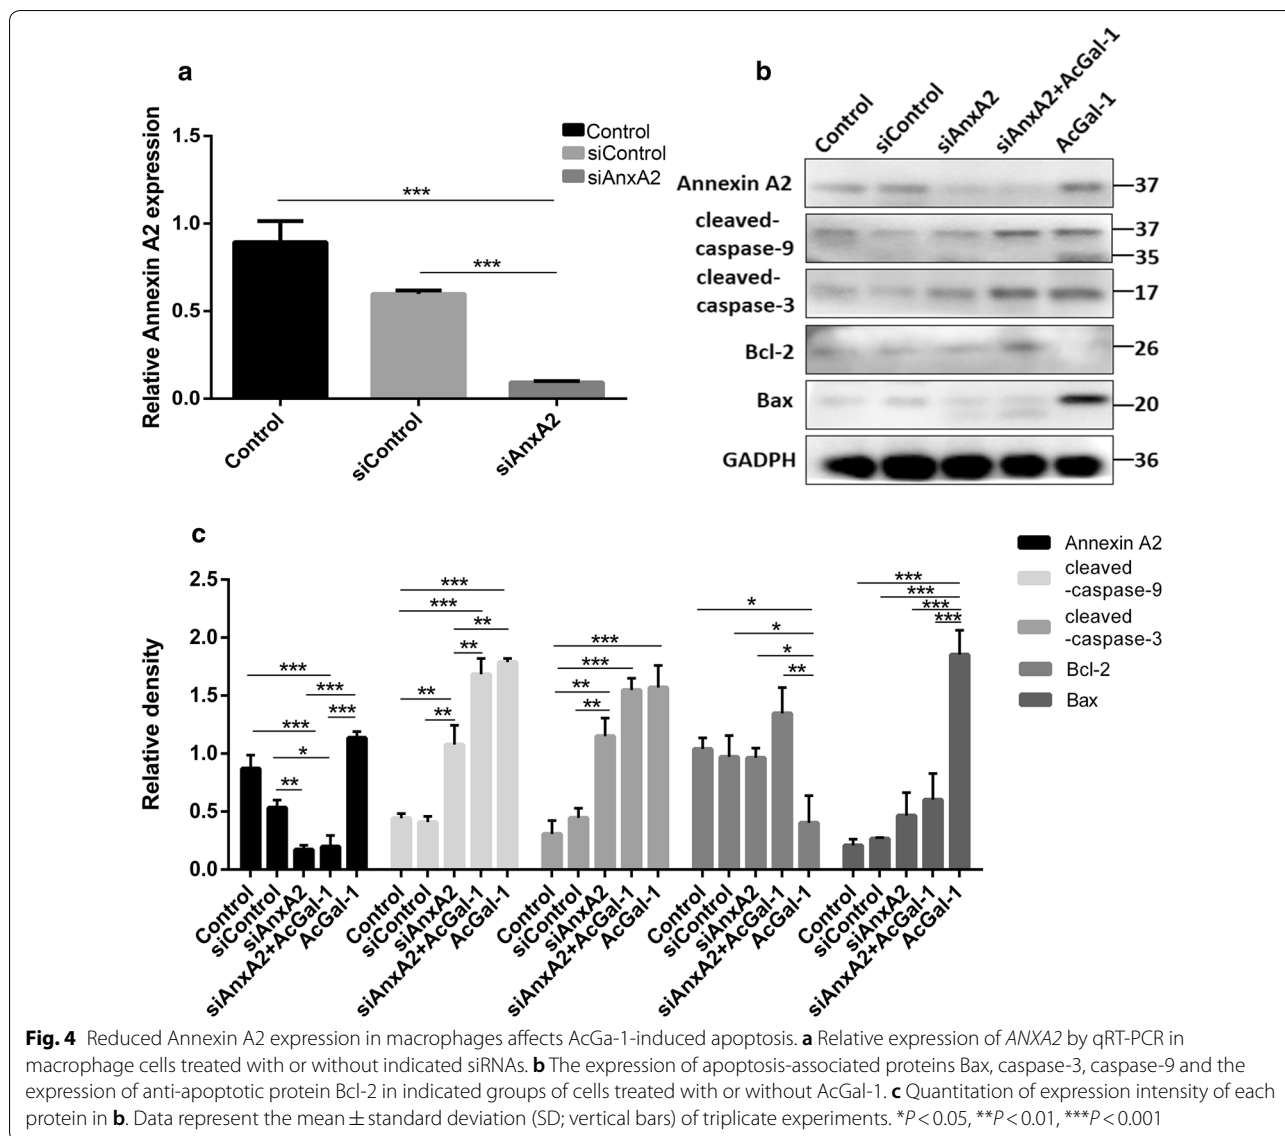 a
Relative Annexin A2 expression
1.5
1.0
0.5
0.0
Control
siControl
siAnxA2
***
***
Control
siControl
siAnxA2
b
Control
siControl
siAnxA2
siAnxA2+AcGal-1
AcGal-1
Annexin A2
37
cleaved-
caspase-9
37
35
cleaved-
caspase-3
17
Bcl-2
26
Bax
20
GADPH
36
c
Annexin A2
cleaved
-caspase-9
cleaved
-caspase-3
Bcl-2
Bax
Relative density
2.5
2.0
1.5
1.0
0.5
0.0
***
***
***
***
*
**
***
***
**
**
**
**
***
***
**
**
*
*
*
**
***
***
***
***
Control
siControl
siAnxA2
siAnxA2+AcGal-1
AcGal-1
Control
siControl
siAnxA2
siAnxA2+AcGal-1
AcGal-1
Control
siControl
siAnxA2
siAnxA2+AcGal-1
AcGal-1
Control
siControl
siAnxA2
siAnxA2+AcGal-1
AcGal-1
Control
siControl
siAnxA2
siAnxA2+AcGal-1
AcGal-1
Fig. 4 Reduced Annexin A2 expression in macrophages affects AcGa-1-induced apoptosis. a Relative expression of ANXA2 by qRT-PCR in
macrophage cells treated with or without indicated siRNAs. b The expression of apoptosis-associated proteins Bax, caspase-3, caspase-9 and the
expression of anti-apoptotic protein Bcl-2 in indicated groups of cells treated with or without AcGal-1. c Quantitation of expression intensity of each
protein in b. Data represent the mean ± standard deviation (SD; vertical bars) of triplicate experiments. *P < 0.05, **P < 0.01, ***P < 0.001